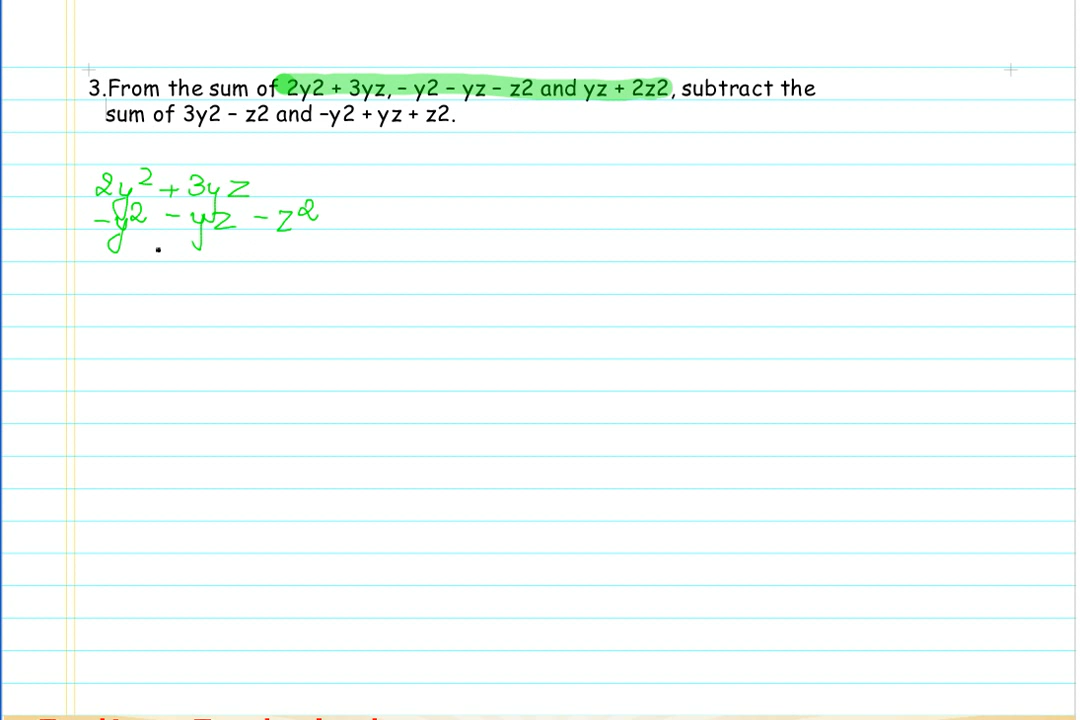 3.From the sum of 2y2 + 3yz, - y2 - yz - z2 and yz + 2z2, subtract the
sum of 3y2 - z2 and -y2 + yz + z2.
2y² + 3yz
-y² - yz - z²